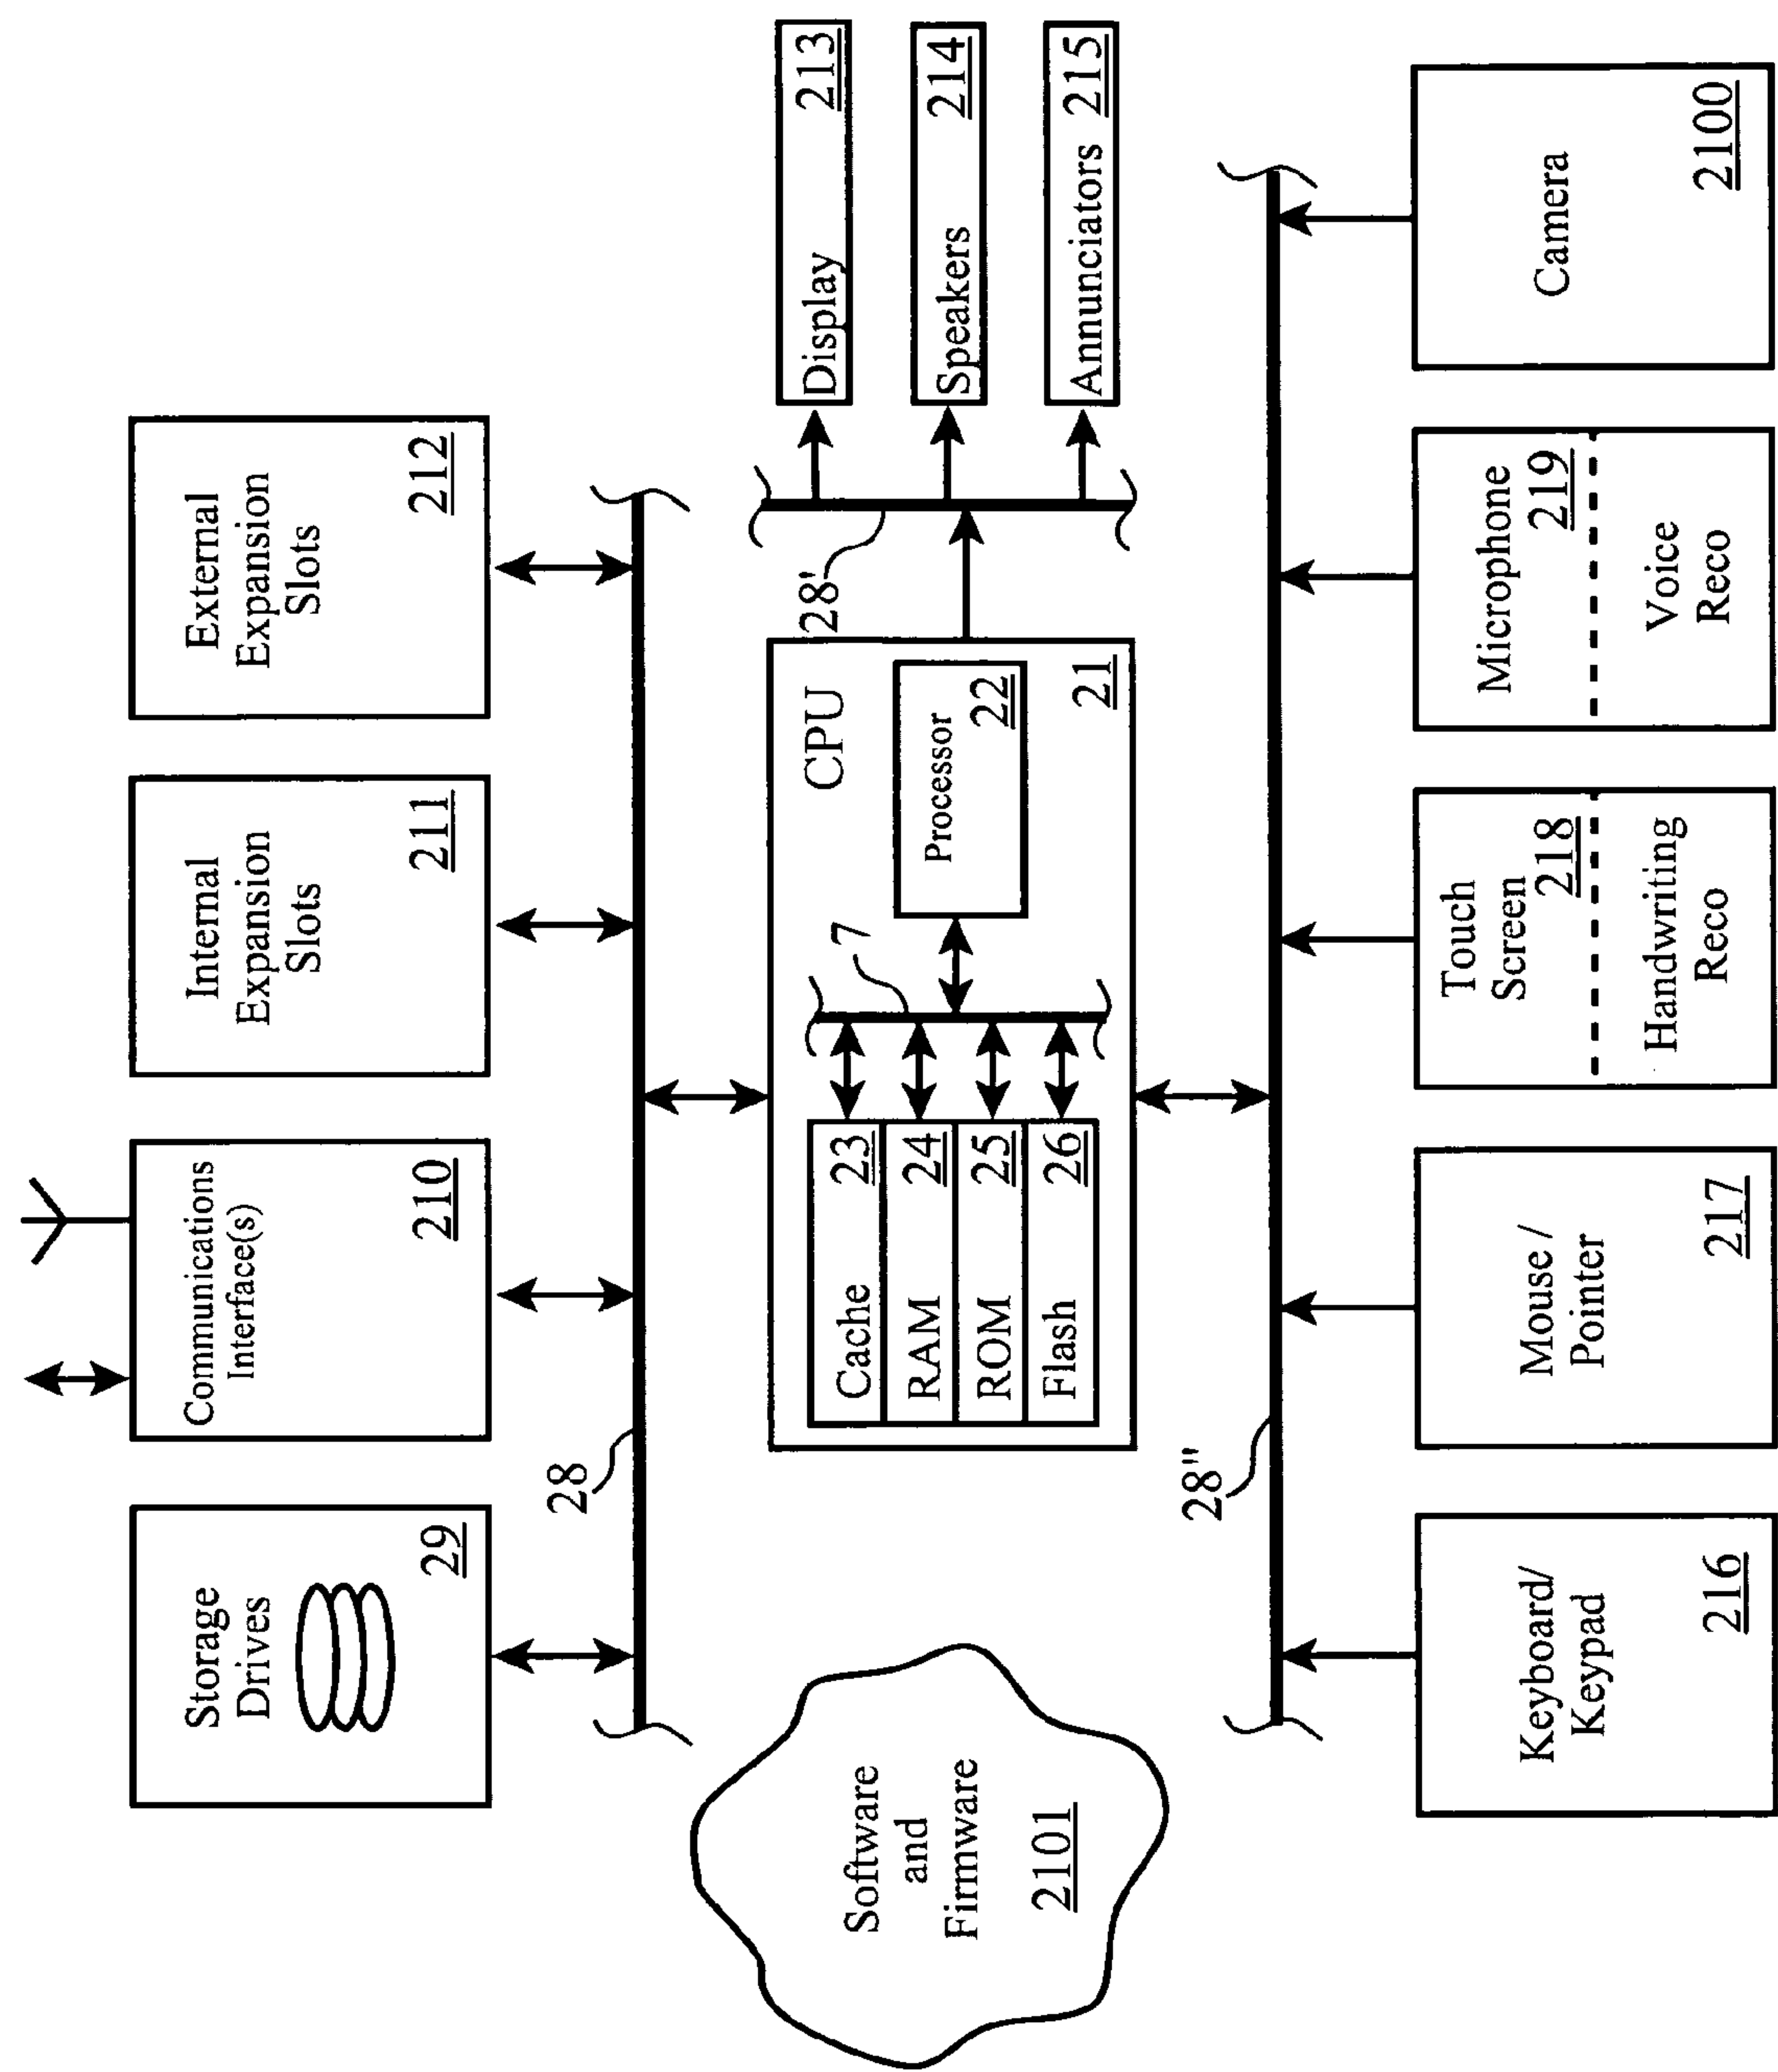 Storage
Drives
29
Communications
Interface(s)
210
Internal
Expansion
Slots
211
External
Expansion
Slots
212
28
CPU
Cache 23
RAM 24
ROM 25
Flash 26
7
Processor
22
21
28'
Display 213
Speakers 214
Annunciators 215
Software
and
Firmware
2101
28"
Keyboard/
Keypad
216
Mouse /
Pointer
217
Touch
Screen
218
Handwriting
Reco
Microphone
219
Voice
Reco
Camera
2100